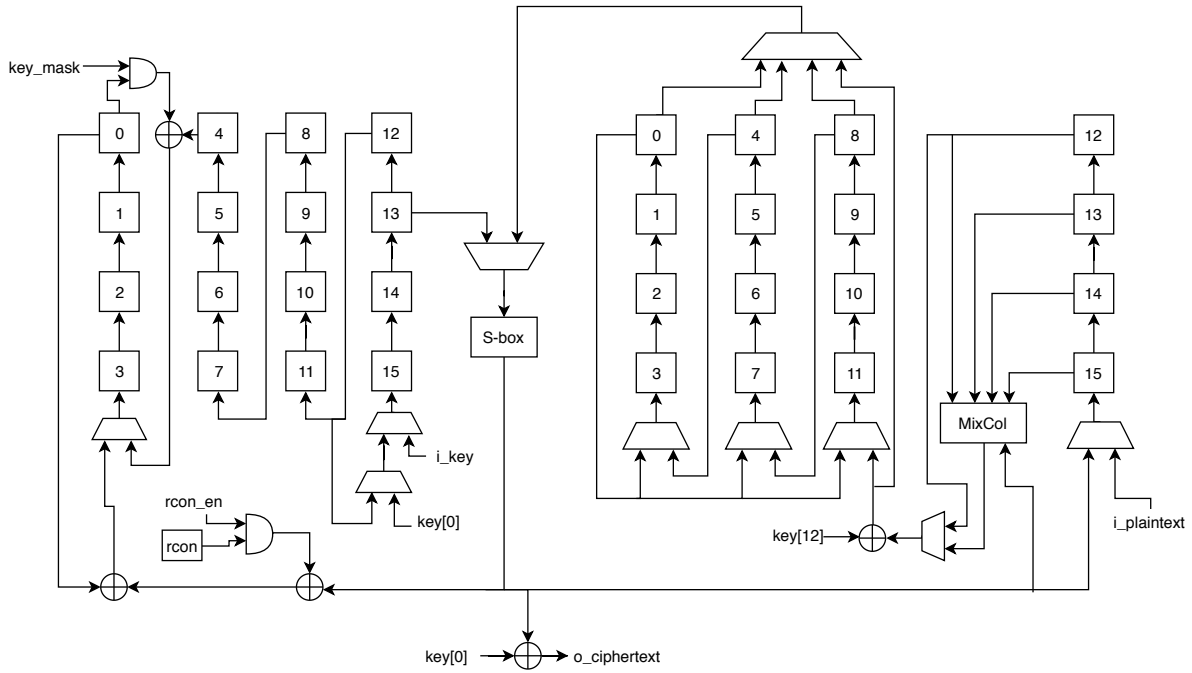 key_mask
0 4 8 12 0 4 8 12
1 5 9 13 1 5 9 13
2 6 10 14 2 6 10 14
S-box
3 7 11 15 3 7 11 15
MixCol
i_key
rcon_en
key[0]
key[12]
i_plaintext
rcon
key[0]
o_ciphertext